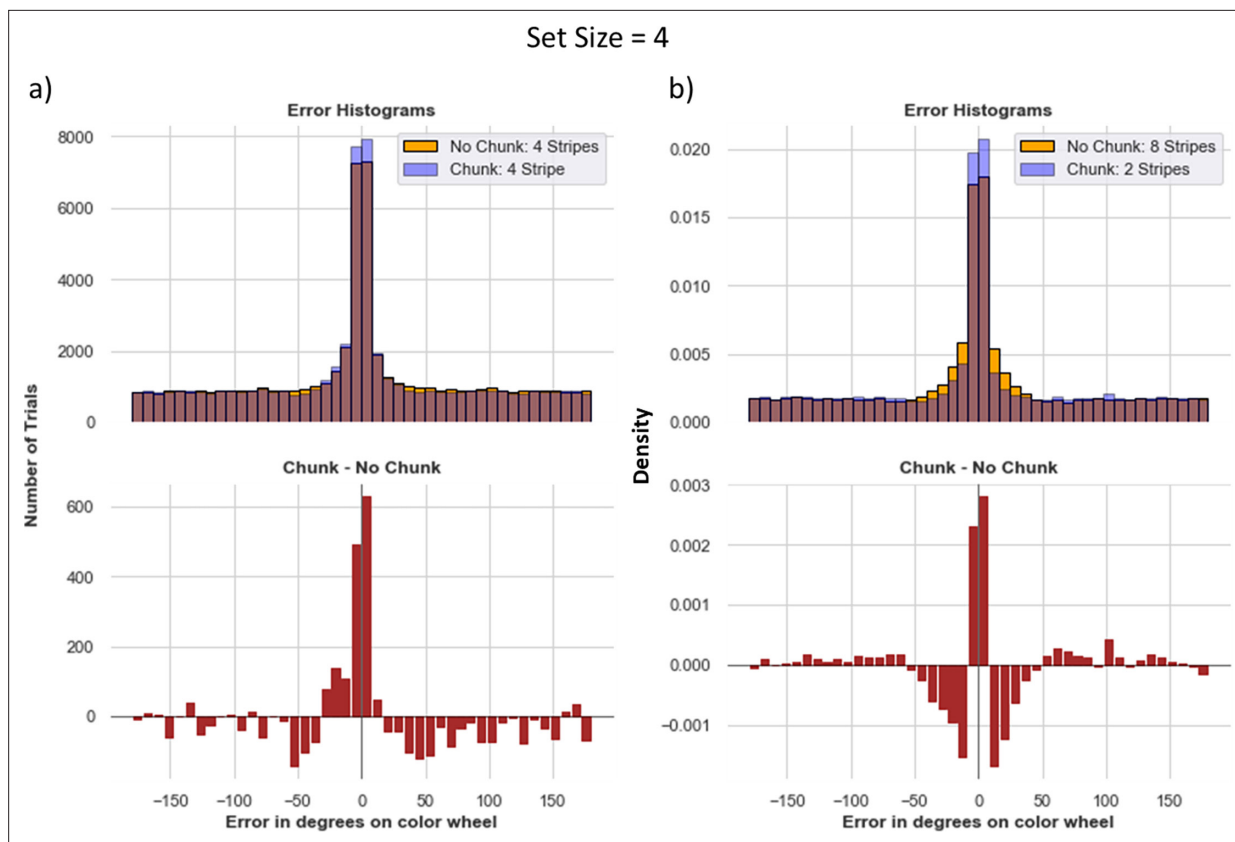 Set Size = 4
a)
Error Histograms
No Chunk: 4 Stripes
Chunk: 4 Stripe
8000
6000
4000
2000
0
Number of Trials
Chunk - No Chunk
600
400
200
0
−150 −100 −50 0 50 100 150
Error in degrees on color wheel
b)
Error Histograms
No Chunk: 8 Stripes
Chunk: 2 Stripes
0.020
0.015
0.010
0.005
0.000
Density
Chunk - No Chunk
0.003
0.002
0.001
0.000
−0.001
−150 −100 −50 0 50 100 150
Error in degrees on color wheel